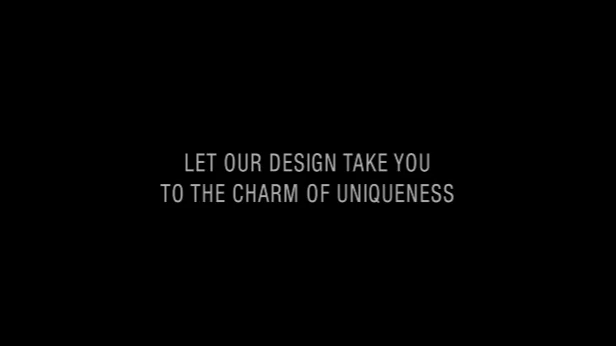 LET OUR DESIGN TAKE YOU
TO THE CHARM OF UNIQUENESS